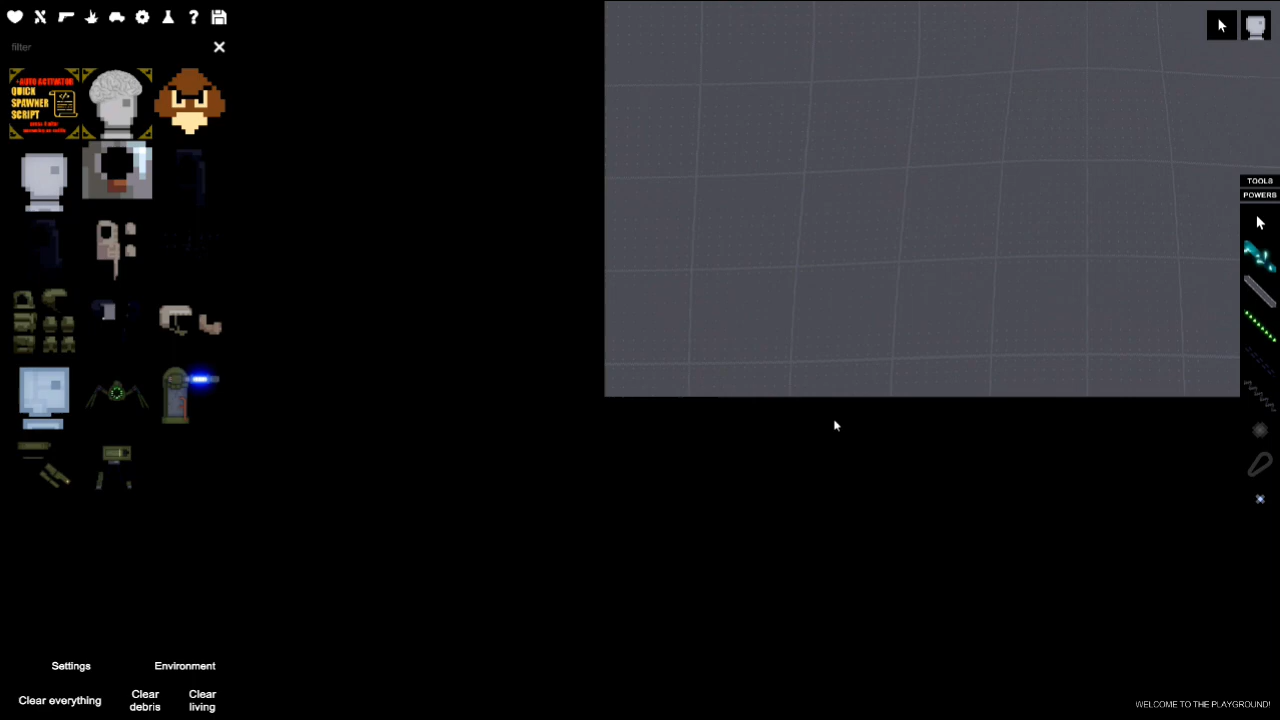 ?
filter
AUTO ACTIVATOR
QUICK
SPAWNER
SCRIPT
TOOLS
POWERS
Settings
Environment
Clear everything
Clear
debris
Clear
living
WELCOME TO THE PLAYGROUND!